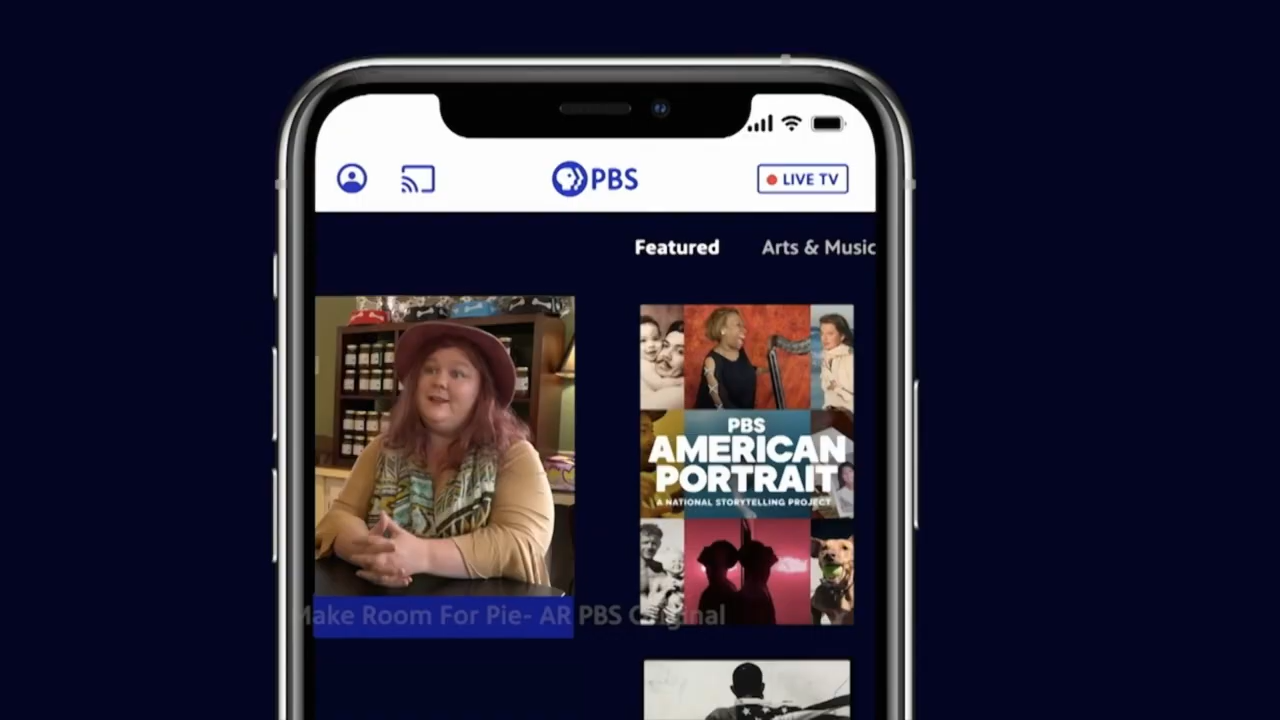 PBS
LIVE TV
Featured
Arts & Music
PBS
AMERICAN
PORTRAIT
A NATIONAL STORYTELLING PROJECT
Make Room For Pie- AR PBS Original